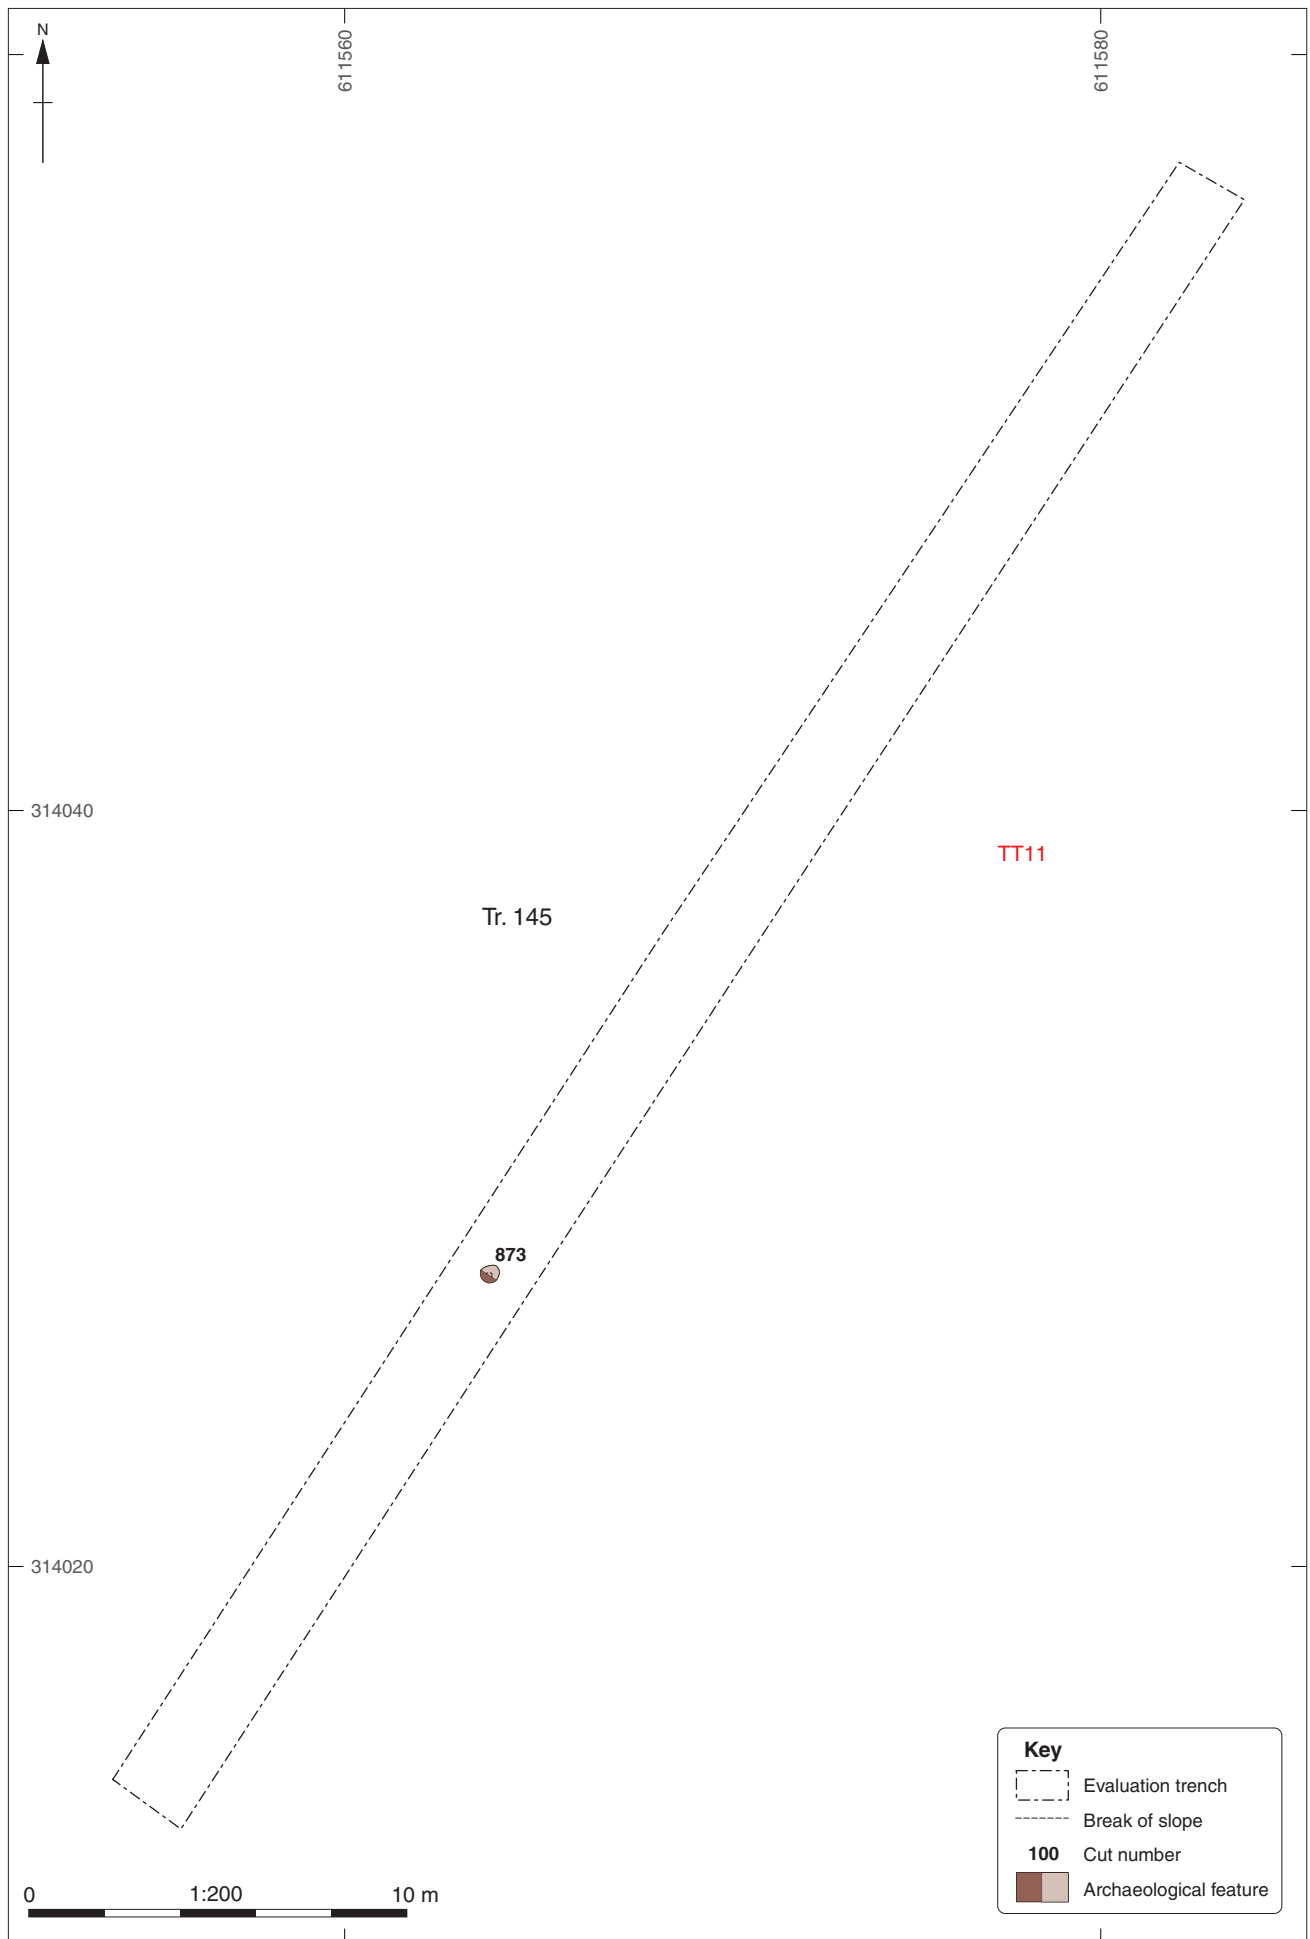 N
611560
611580
314040
TT11
Tr. 145
873
314020
Key
Evaluation trench
Break of slope
100 Cut number
Archaeological feature
0 1:200 10 m